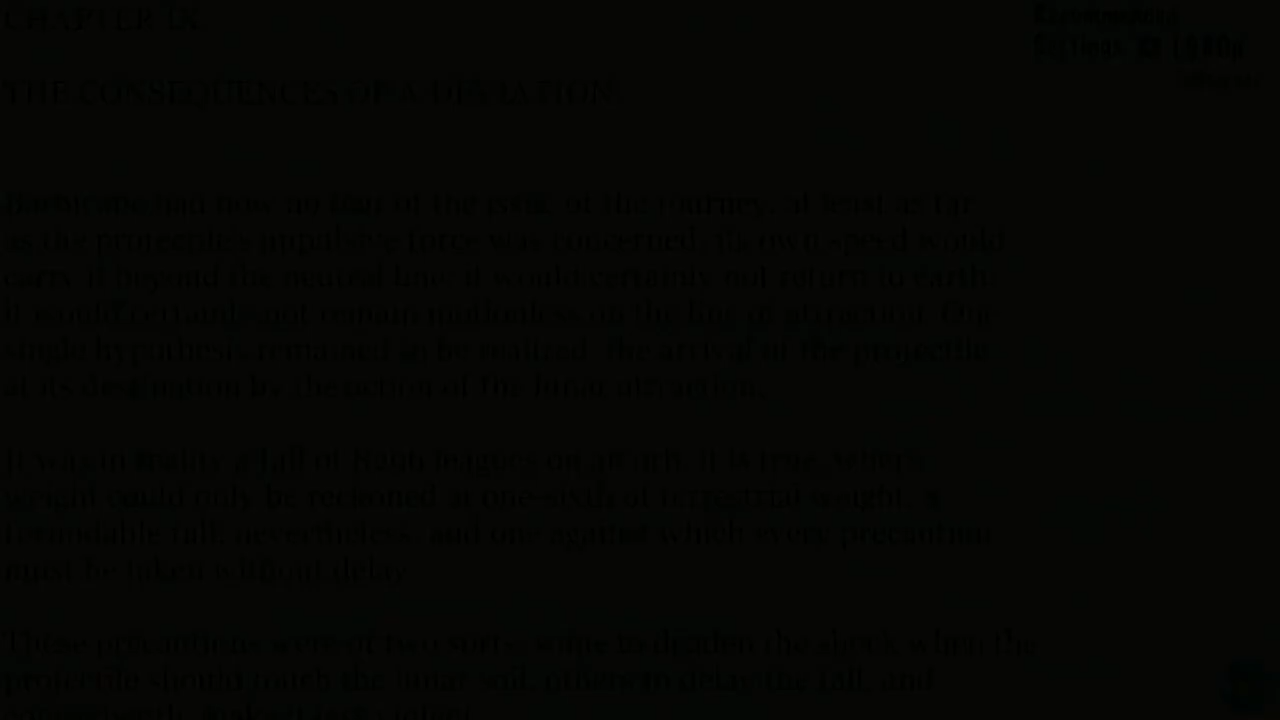 CHAPTER IX.
THE CONSEQUENCES OF A DEVIATION
Barbicane had now no fear of the issue of the journey, at least as far
as the projectile's impulsive force was concerned; its own speed would
carry it beyond the neutral line; it would certainly not return to earth;
it would certainly not remain motionless on the line of attraction. One
single hypothesis remained to be realized, the arrival of the projectile
at its destination by the action of the lunar attraction.
It was in reality a fall of leagues on an orb, it is true, where
weight could only be reckoned at one-sixth of terrestrial weight; a
formidable fall, nevertheless, and one against which every precaution
must be taken without delay.
These precautions were of two sorts, some to deaden the shock when the
projectile should touch the lunar soil, others to delay the fall, and
Settings